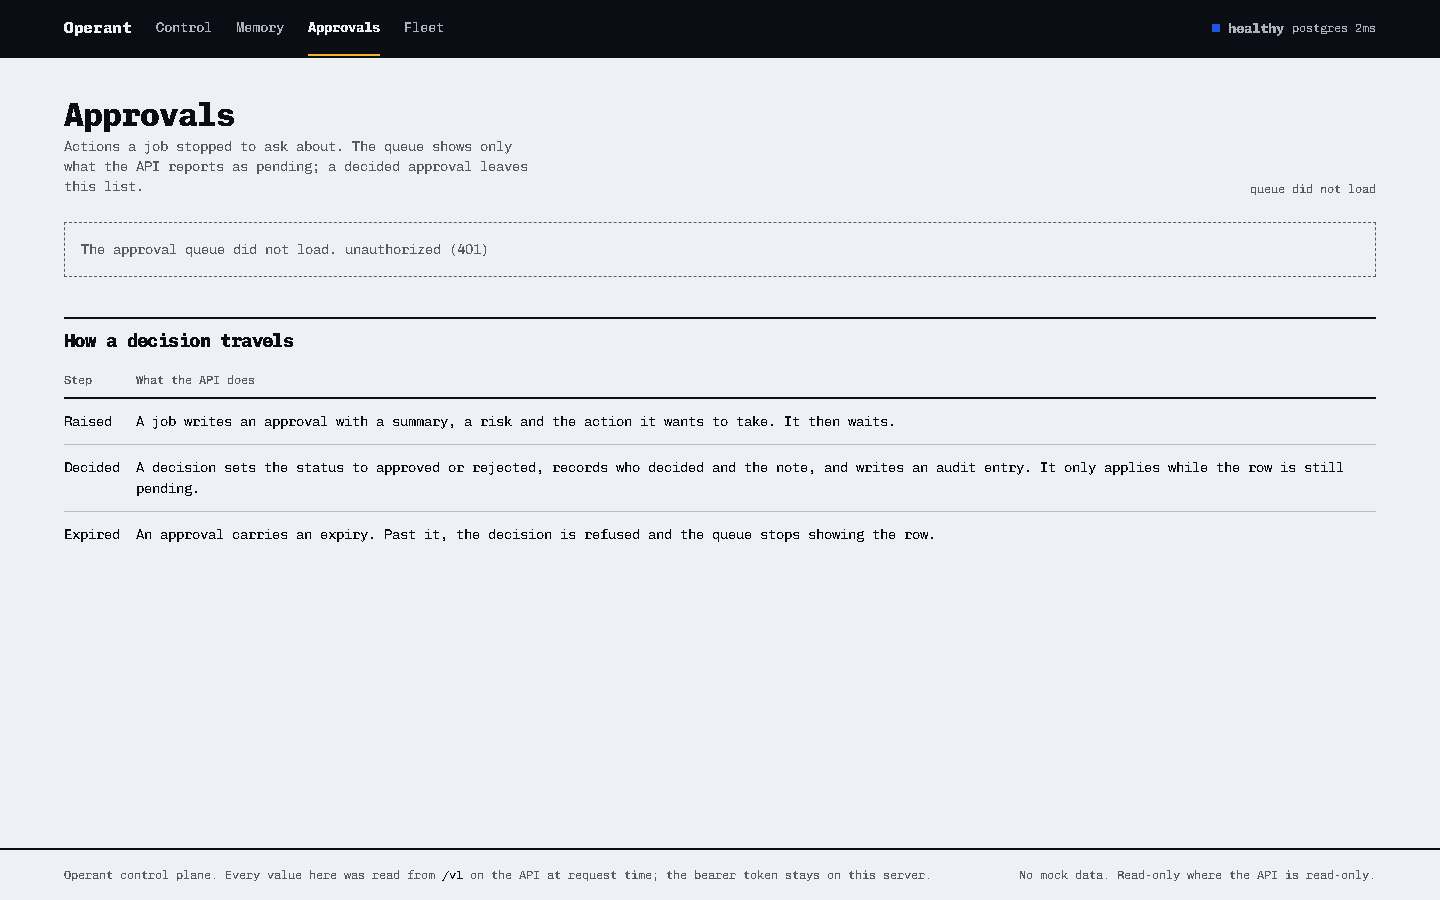 Operant Control Memory Approvals Fleet healthy postgres 2ms
Approvals
Actions a job stopped to ask about. The queue shows only
what the API reports as pending; a decided approval leaves
this list.
queue did not load
The approval queue did not load. unauthorized (401)
How a decision travels
Step What the API does
Raised A job writes an approval with a summary, a risk and the action it wants to take. It then waits.
Decided A decision sets the status to approved or rejected, records who decided and the note, and writes an audit entry. It only applies while the row is still
pending.
Expired An approval carries an expiry. Past it, the decision is refused and the queue stops showing the row.
Operant control plane. Every value here was read from /v1 on the API at request time; the bearer token stays on this server. No mock data. Read-only where the API is read-only.